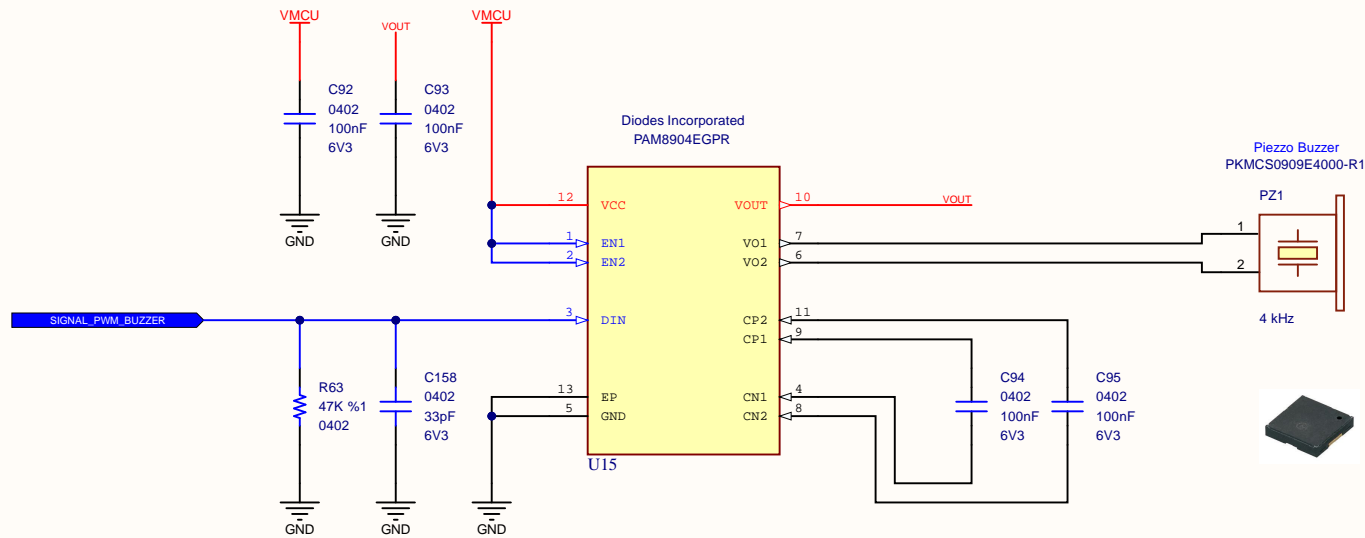 VMCU
VOUT
VMCU
C92
0402
100nF
6V3
C93
0402
100nF
6V3
GND
GND
Diodes Incorporated
PAM8904EGPR
12
VCC
VOUT
10
VOUT
1
EN1
VO1
7
2
EN2
VO2
6
3
DIN
CP2
11
CP1
9
13
EP
CN1
4
5
GND
CN2
8
U15
SIGNAL_PWM_BUZZER
R63
47K %1
0402
C158
0402
33pF
6V3
GND
GND
GND
C94
0402
100nF
6V3
C95
0402
100nF
6V3
Piezzo Buzzer
PKMCS0909E4000-R1
PZ1
1
2
4 kHz